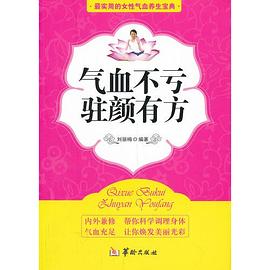 ·最实用的女性气血养生宝典·
气血不亏
驻颜有方
刘丽梅◎编著
Qixue Bukui
Zhuyan Youfang
内外兼修 帮你科学调理身体
气血充足 让你焕发美丽光彩
华龄出版社